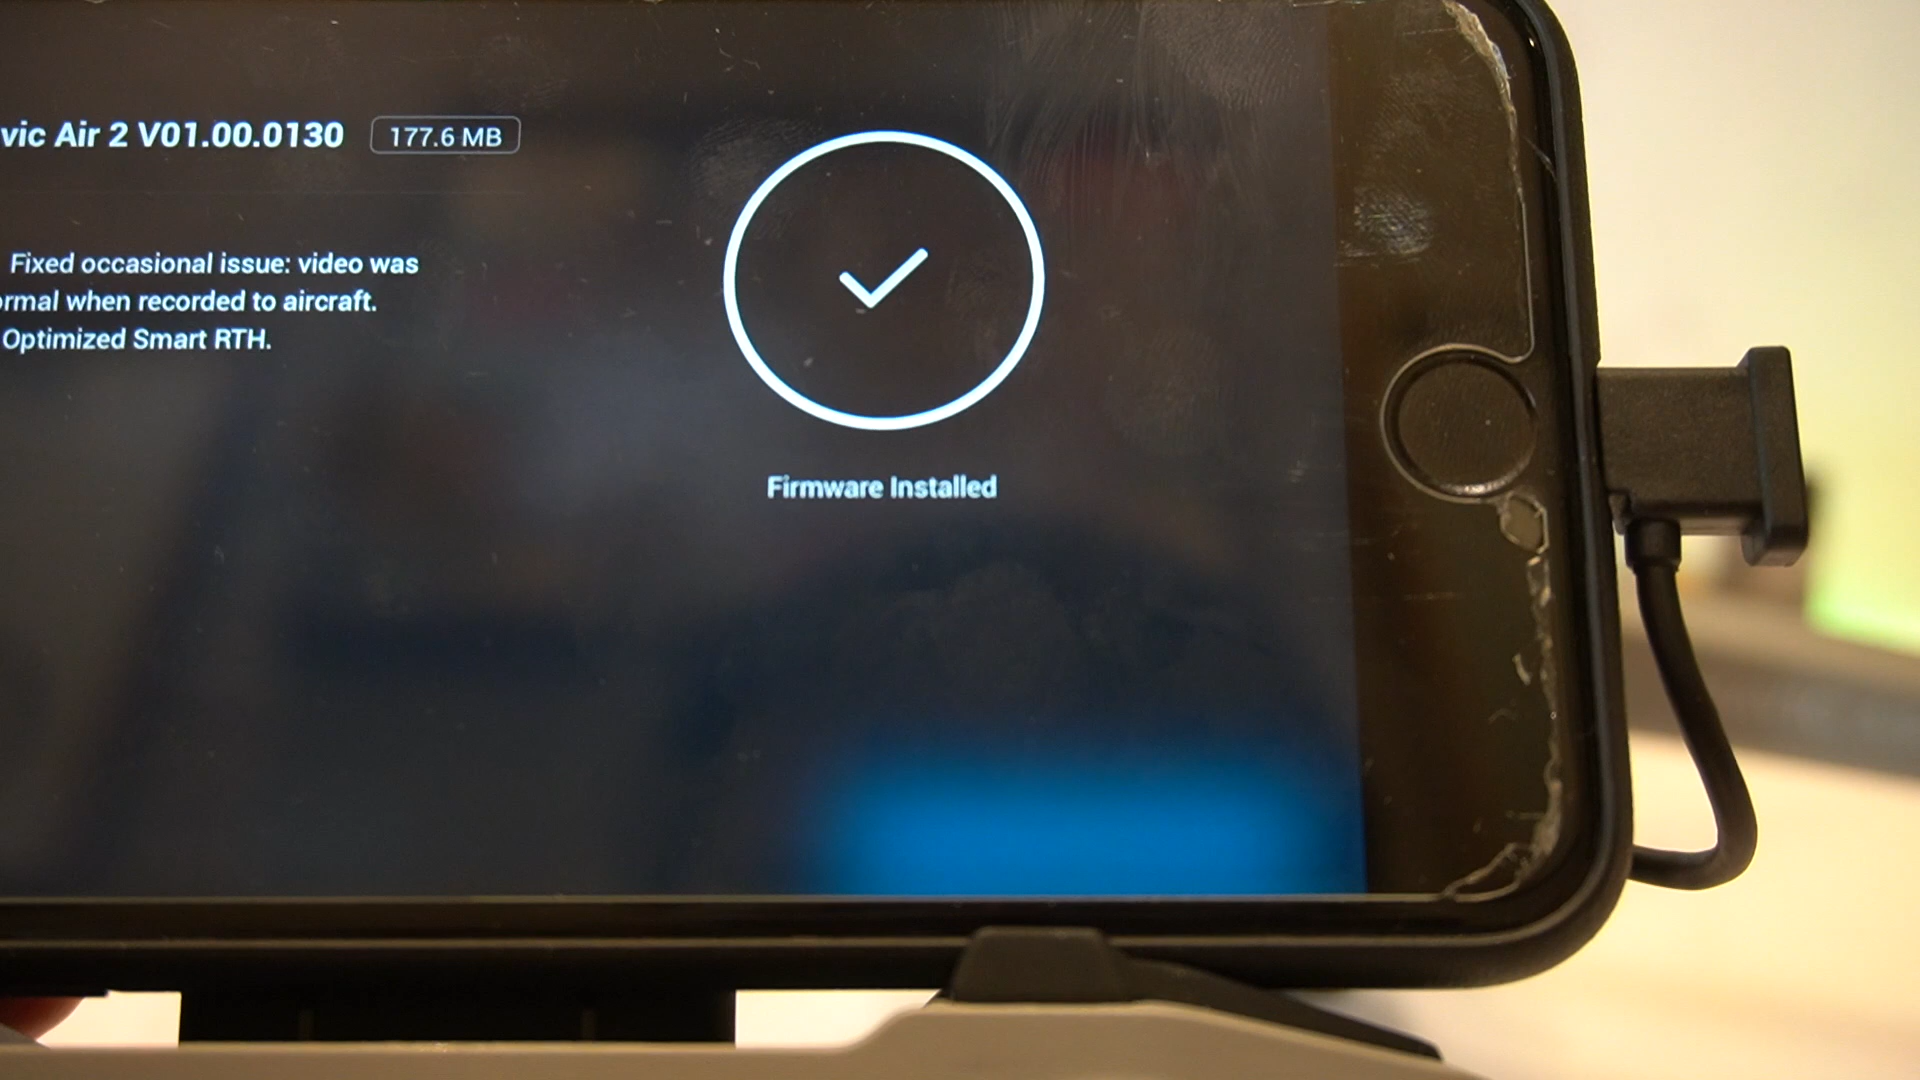 vic Air 2 V01.00.0130 177.6 MB
Fixed occasional issue: video was
ormal when recorded to aircraft.
Optimized Smart RTH.
Firmware Installed